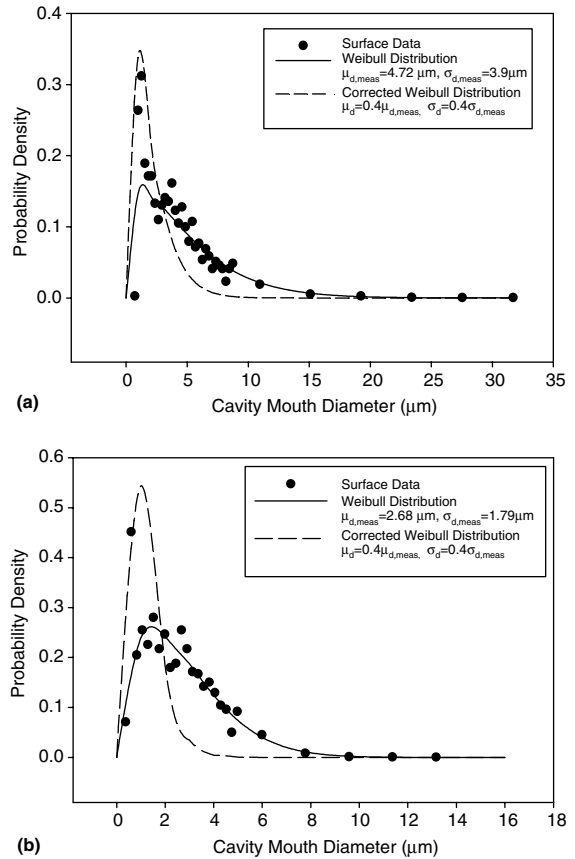 0.4
0.3
0.2
0.1
0.0
Probability Density
Surface Data
Weibull Distribution
μd,meas=4.72 μm, σd,meas=3.9μm
Corrected Weibull Distribution
μd=0.4μd,meas, σd=0.4σd,meas
0 5 10 15 20 25 30 35
(a)
Cavity Mouth Diameter (μm)
0.6
0.5
0.4
0.3
0.2
0.1
0.0
Probability Density
Surface Data
Weibull Distribution
μd,meas=2.68 μm, σd,meas=1.79μm
Corrected Weibull Distribution
μd=0.4μd,meas, σd=0.4σd,meas
0 2 4 6 8 10 12 14 16 18
(b)
Cavity Mouth Diameter (μm)